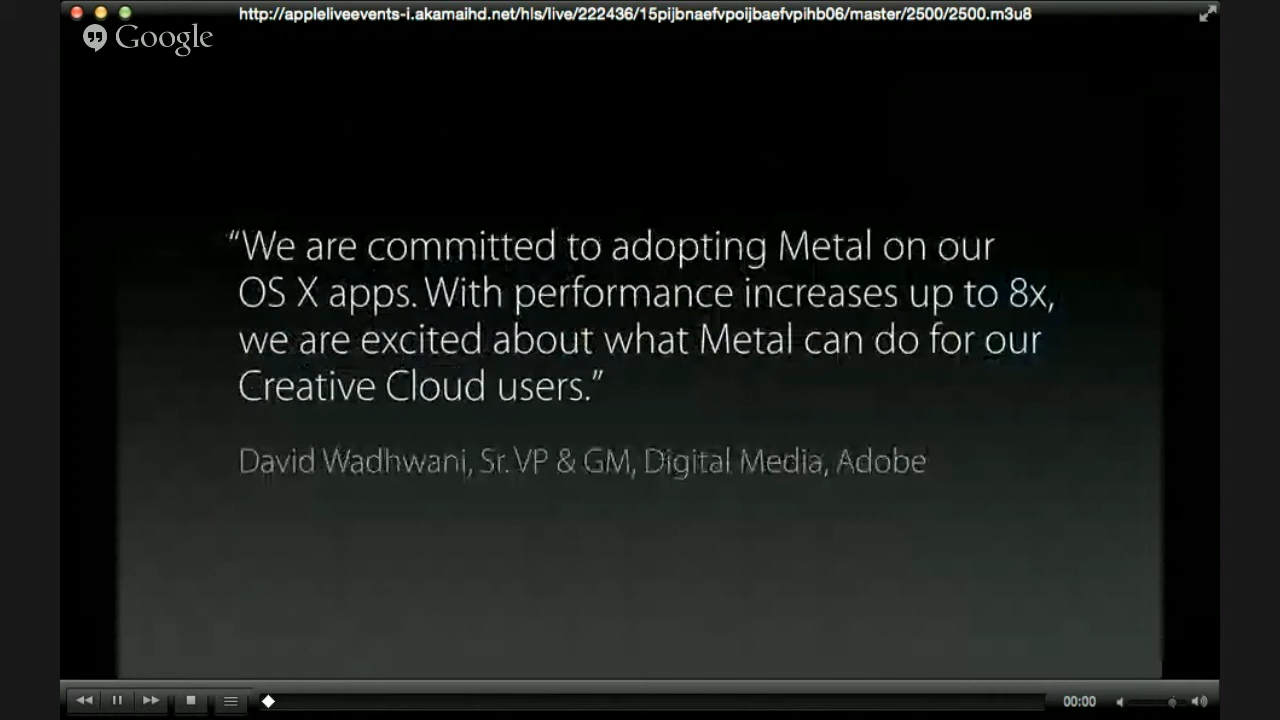 http://appleliveevents-i.akamaihd.net/hls/live/222436/15pijbnaefvpoijbaefvpihb06/master/2500/2500.m3u8
Google
“We are committed to adopting Metal on our
OS X apps. With performance increases up to 8x,
we are excited about what Metal can do for our
Creative Cloud users.”
David Wadhwani, Sr. VP & GM, Digital Media, Adobe
00:00